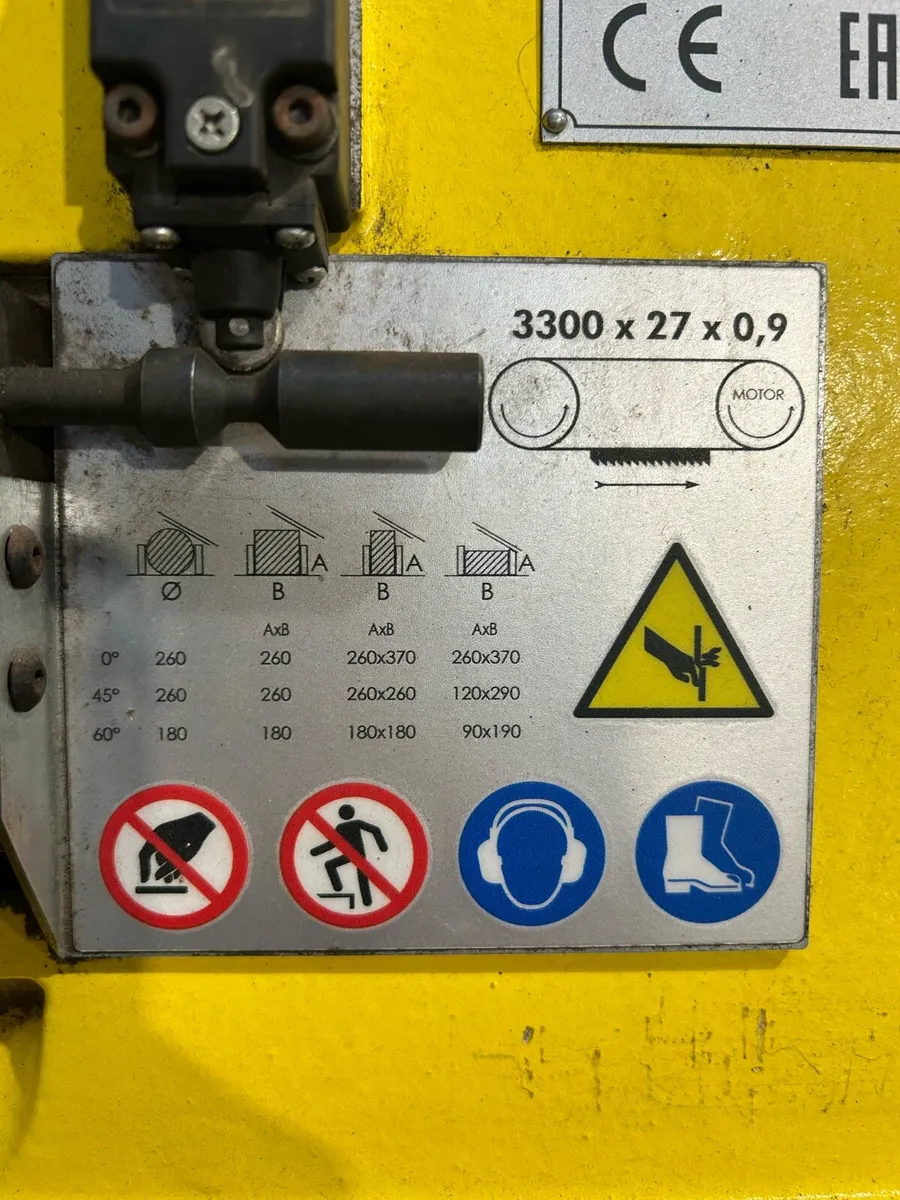 CE EA
3300 x 27 x 0,9
MOTOR
A A A
Ø B B B
AxB AxB AxB
0° 260 260 260x370 260x370
45° 260 260 260x260 120x290
60° 180 180 180x180 90x190